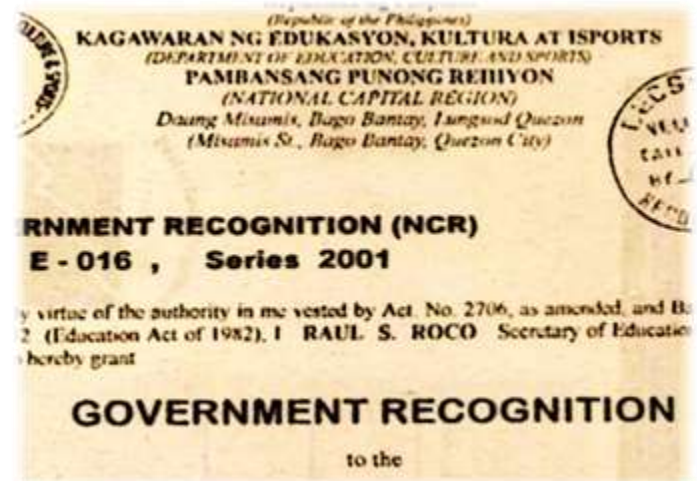 (Republic of the Philippines)
KAGAWARAN NG EDUKASYON, KULTURA AT ISPORTS
(DEPARTMENT OF EDUCATION, CULTURE AND SPORTS)
PAMBANSANG PUNONG REHIYON
(NATIONAL CAPITAL REGION)
Daang Misamis, Bago Bantay, Lungsod Quezon
(Misamis St., Bago Bantay, Quezon City)
& SPORTS
DECS
RNMENT RECOGNITION (NCR)
E - 016 , Series 2001
y virtue of the authority in me vested by Act. No. 2706, as amended, and Ba
2 (Education Act of 1982), I RAUL S. ROCO Secretary of Educatio
hereby grant
GOVERNMENT RECOGNITION
to the